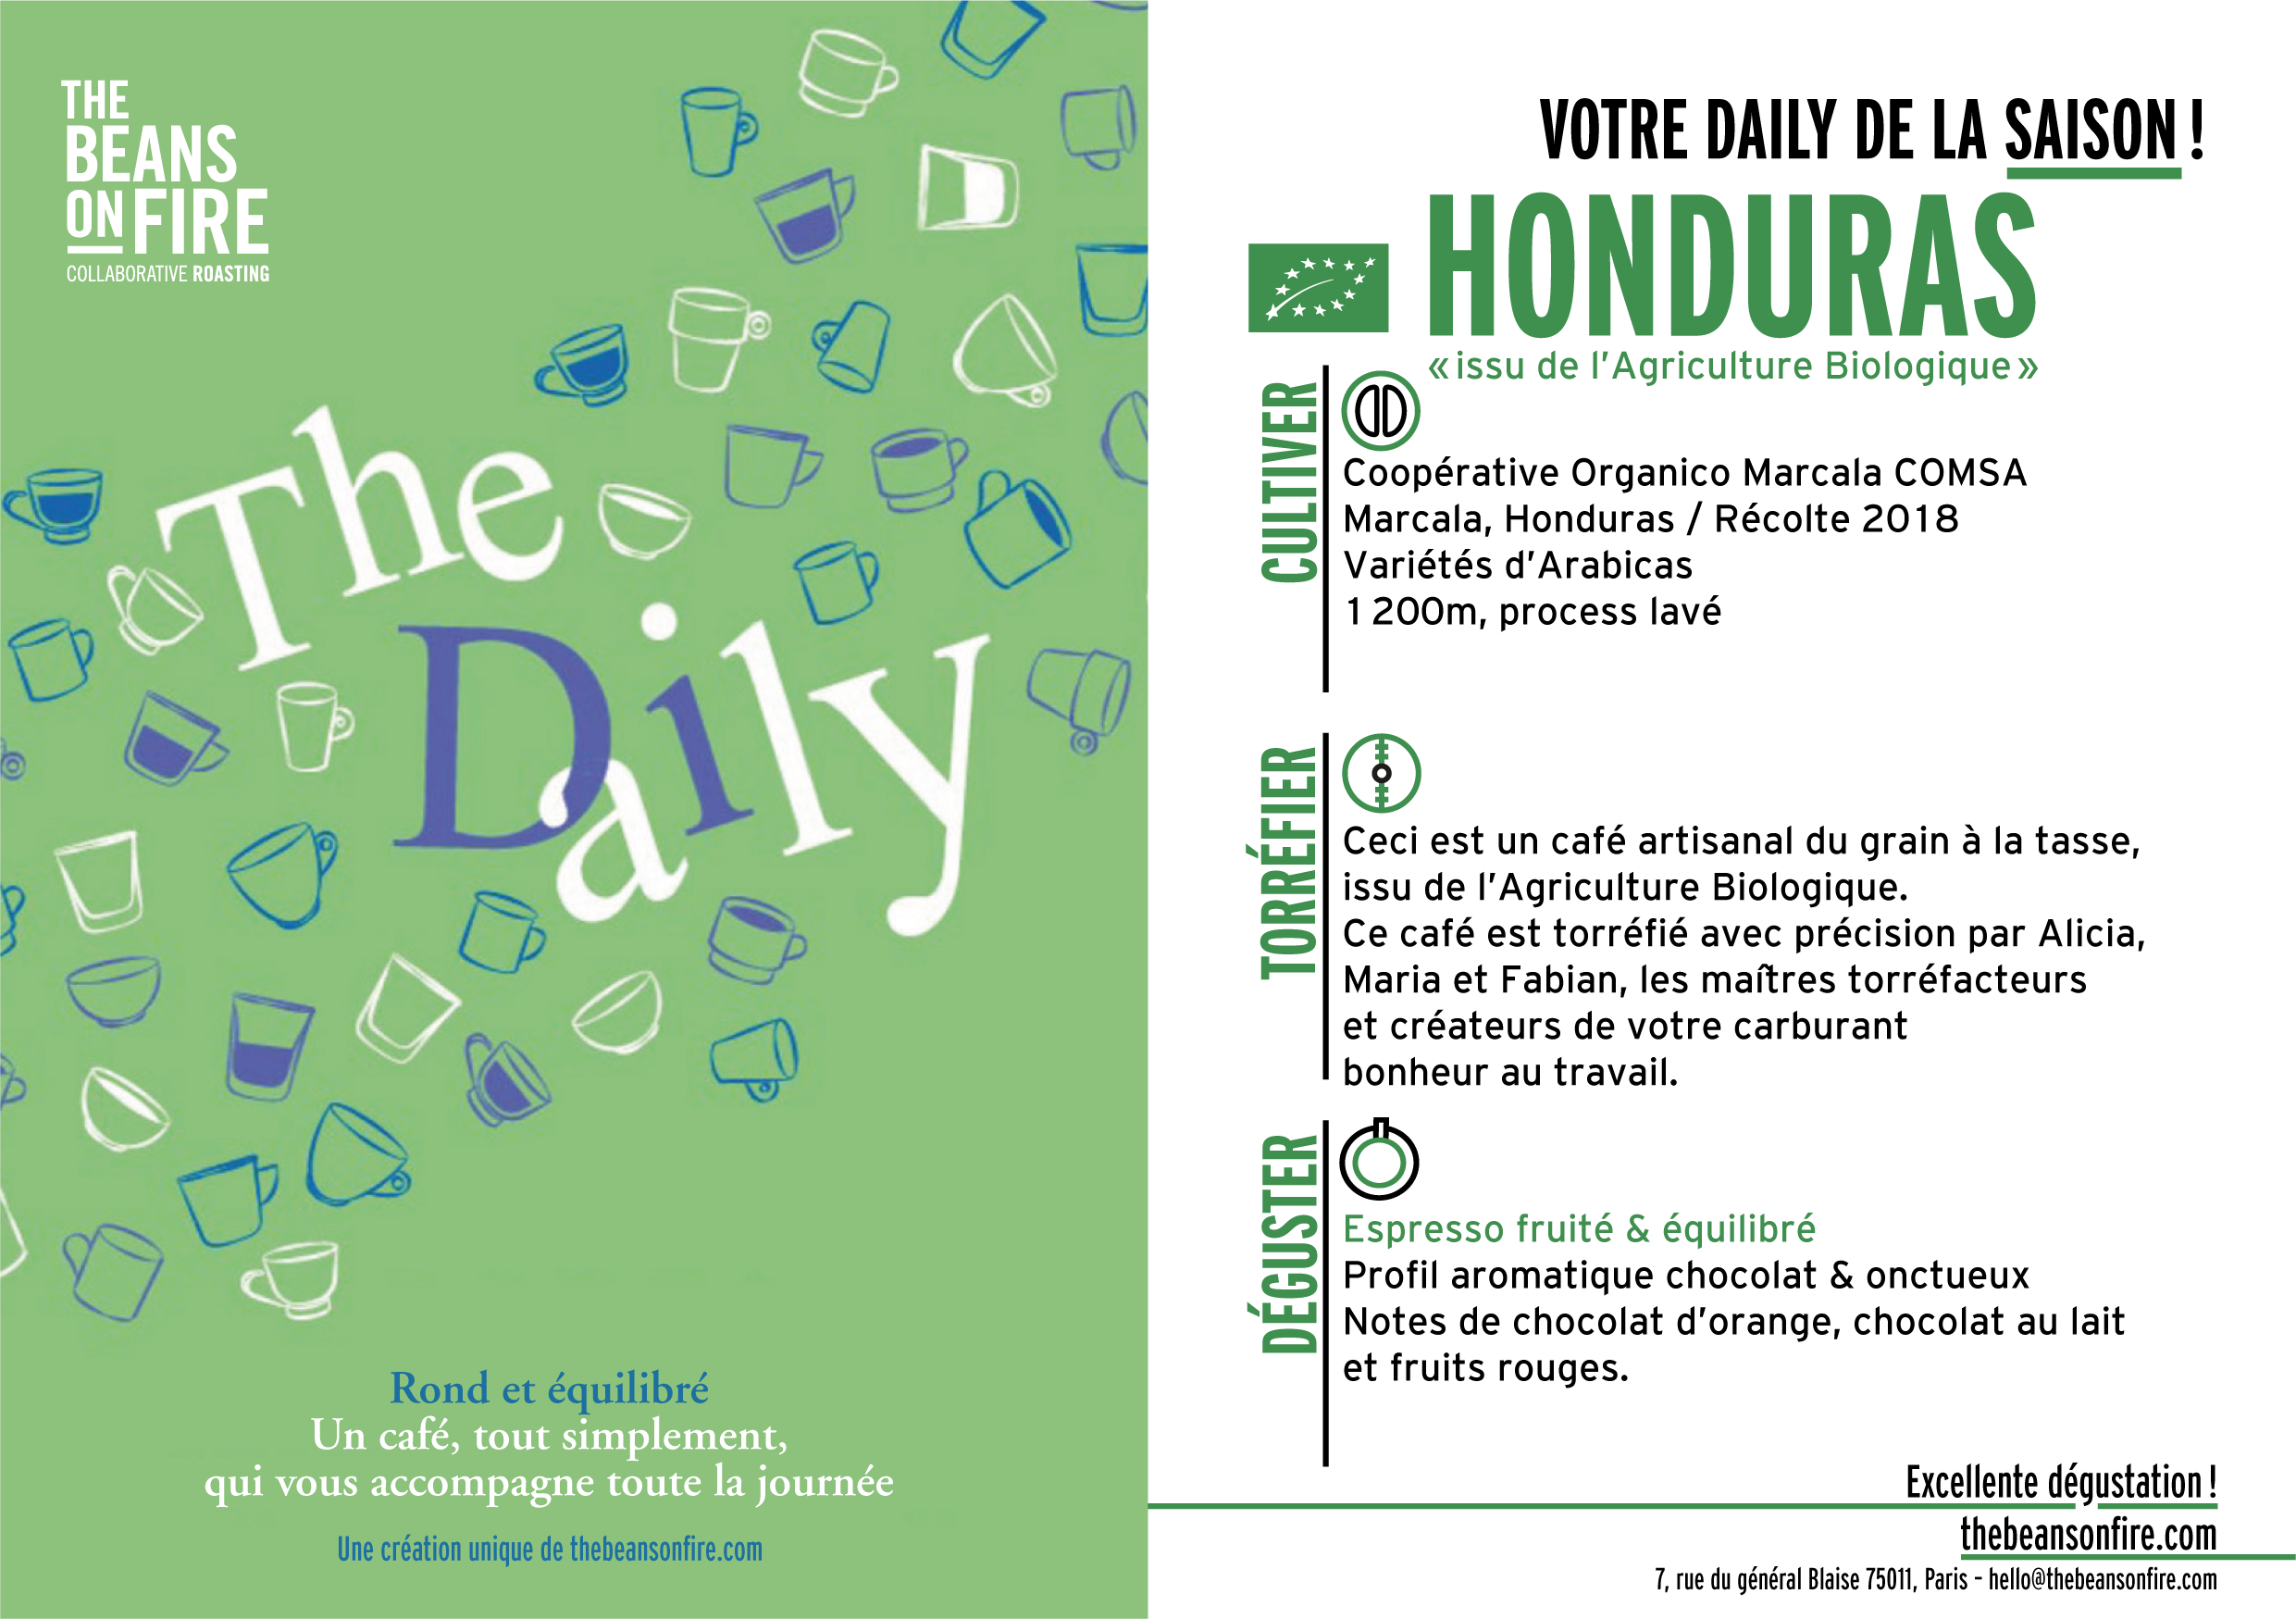 THE
BEANS
ON FIRE
COLLABORATIVE ROASTING
The
Daily
Rond et équilibré
Un café, tout simplement,
qui vous accompagne toute la journée
Une création unique de thebeansonfire.com
VOTRE DAILY DE LA SAISON !
HONDURAS
« issu de l’Agriculture Biologique »
CULTIVER
Coopérative Organico Marcala COMSA
Marcala, Honduras / Récolte 2018
Variétés d’Arabicas
1 200m, process lavé
TORRÉFIER
Ceci est un café artisanal du grain à la tasse,
issu de l’Agriculture Biologique.
Ce café est torréfié avec précision par Alicia,
Maria et Fabian, les maîtres torréfacteurs
et créateurs de votre carburant
bonheur au travail.
DÉGUSTER
Espresso fruité & équilibré
Profil aromatique chocolat & onctueux
Notes de chocolat d’orange, chocolat au lait
et fruits rouges.
Excellente dégustation !
thebeansonfire.com
7, rue du général Blaise 75011, Paris - hello@thebeansonfire.com